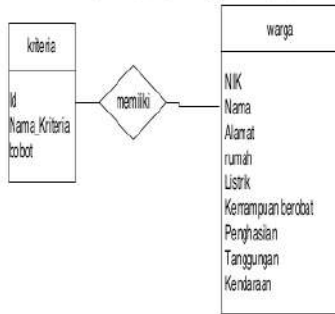 kriteria
Id
Nama_Kriteria
bobot
memiliki
warga
NIK
Nama
Alamat
rumah
Listrik
Kemampuan berobat
Penghasilan
Tanggungan
Kendaraan